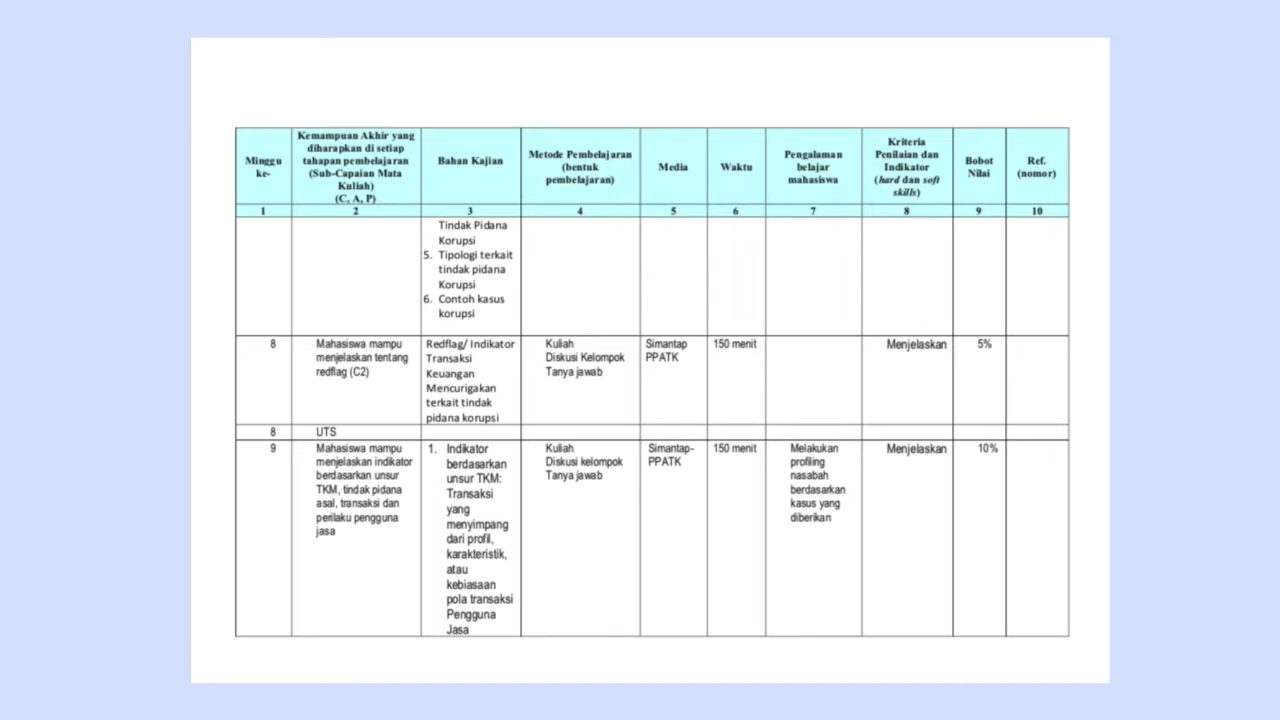 Minggu
ke-
Kemampuan Akhir yang
diharapkan di setiap
tahapan pembelajaran
(Sub-Capaian Mata
Kuliah)
(C, A, P)
Bahan Kajian
Metode Pembelajaran
(bentuk
pembelajaran)
Media
Waktu
Pengalaman
belajar
mahasiswa
Kriteria
Penilaian dan
Indikator
(hard dan soft
skills)
Bobot
Nilai
Ref.
(nomor)
1 2 3 4 5 6 7 8 9 10
Tindak Pidana
Korupsi
5. Tipologi terkait
tindak pidana
Korupsi
6. Contoh kasus
korupsi
8
Mahasiswa mampu
menjelaskan tentang
redflag (C2)
Redflag/ Indikator
Transaksi
Keuangan
Mencurigakan
terkait tindak
pidana korupsi
Kuliah
Diskusi Kelompok
Tanya jawab
Simantap
PPATK
150 menit
Menjelaskan
5%
8 UTS
9
Mahasiswa mampu
menjelaskan indikator
berdasarkan unsur
TKM, tindak pidana
asal, transaksi dan
perilaku pengguna
jasa
1. Indikator
berdasarkan
unsur TKM:
Transaksi
yang
menyimpang
dari profil,
karakteristik,
atau
kebiasaan
pola transaksi
Pengguna
Jasa
Kuliah
Diskusi kelompok
Tanya jawab
Simantap-
PPATK
150 menit
Melakukan
profiling
nasabah
berdasarkan
kasus yang
diberikan
Menjelaskan
10%